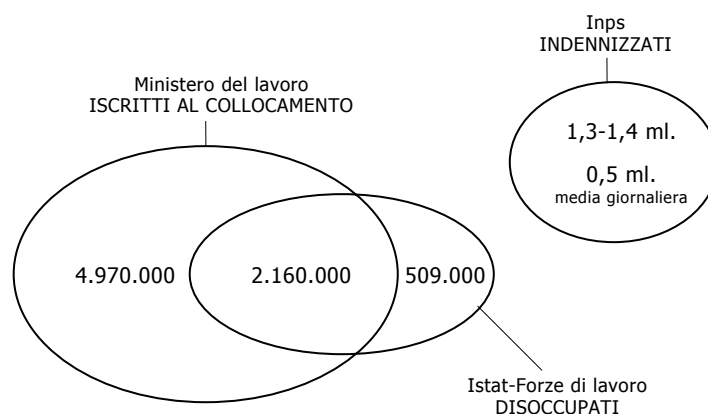 Inps
INDENNIZZATI
Ministero del lavoro
ISCRITTI AL COLLOCAMENTO
1,3-1,4 ml.
0,5 ml.
media giornaliera
4.970.000
2.160.000
509.000
Istat-Forze di lavoro
DISOCCUPATI